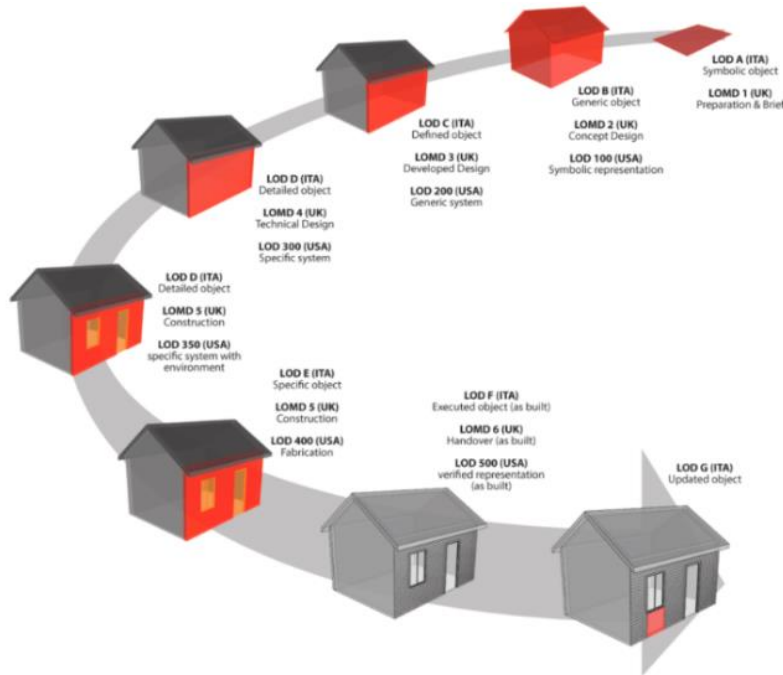 LOD A (ITA)
Symbolic object
LOMD 1 (UK)
Preparation & Brief
LOD B (ITA)
Generic object
LOMD 2 (UK)
Concept Design
LOD 100 (USA)
Symbolic representation
LOD C (ITA)
Defined object
LOMD 3 (UK)
Developed Design
LOD 200 (USA)
Generic system
LOD D (ITA)
Detailed object
LOMD 4 (UK)
Technical Design
LOD 300 (USA)
Specific system
LOD D (ITA)
Detailed object
LOMD 5 (UK)
Construction
LOD 350 (USA)
specific system with
environment
LOD E (ITA)
Specific object
LOMD 5 (UK)
Construction
LOD 400 (USA)
Fabrication
LOD F (ITA)
Executed object (as built)
LOMD 6 (UK)
Handover (as built)
LOD 500 (USA)
verified representation
(as built)
LOD G (ITA)
Updated object